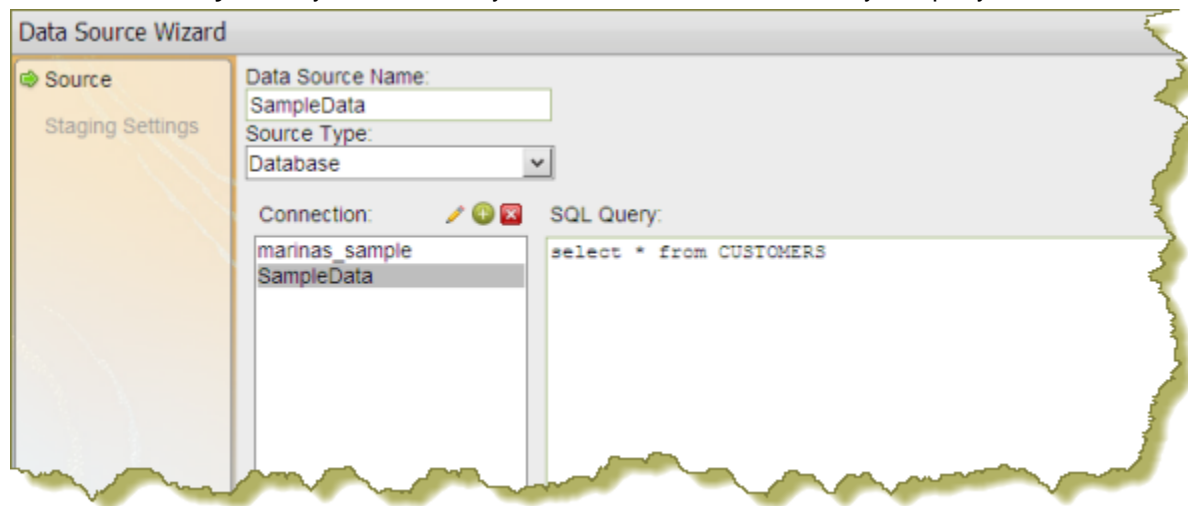 Data Source Wizard
Source
Staging Settings
Data Source Name:
SampleData
Source Type:
Database
Connection:
SQL Query:
marinas_sample
SampleData
select * from CUSTOMERS